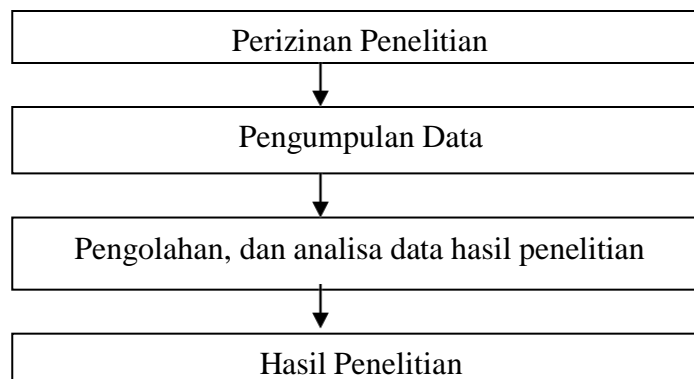 Perizinan Penelitian
Pengumpulan Data
Pengolahan, dan analisa data hasil penelitian
Hasil Penelitian